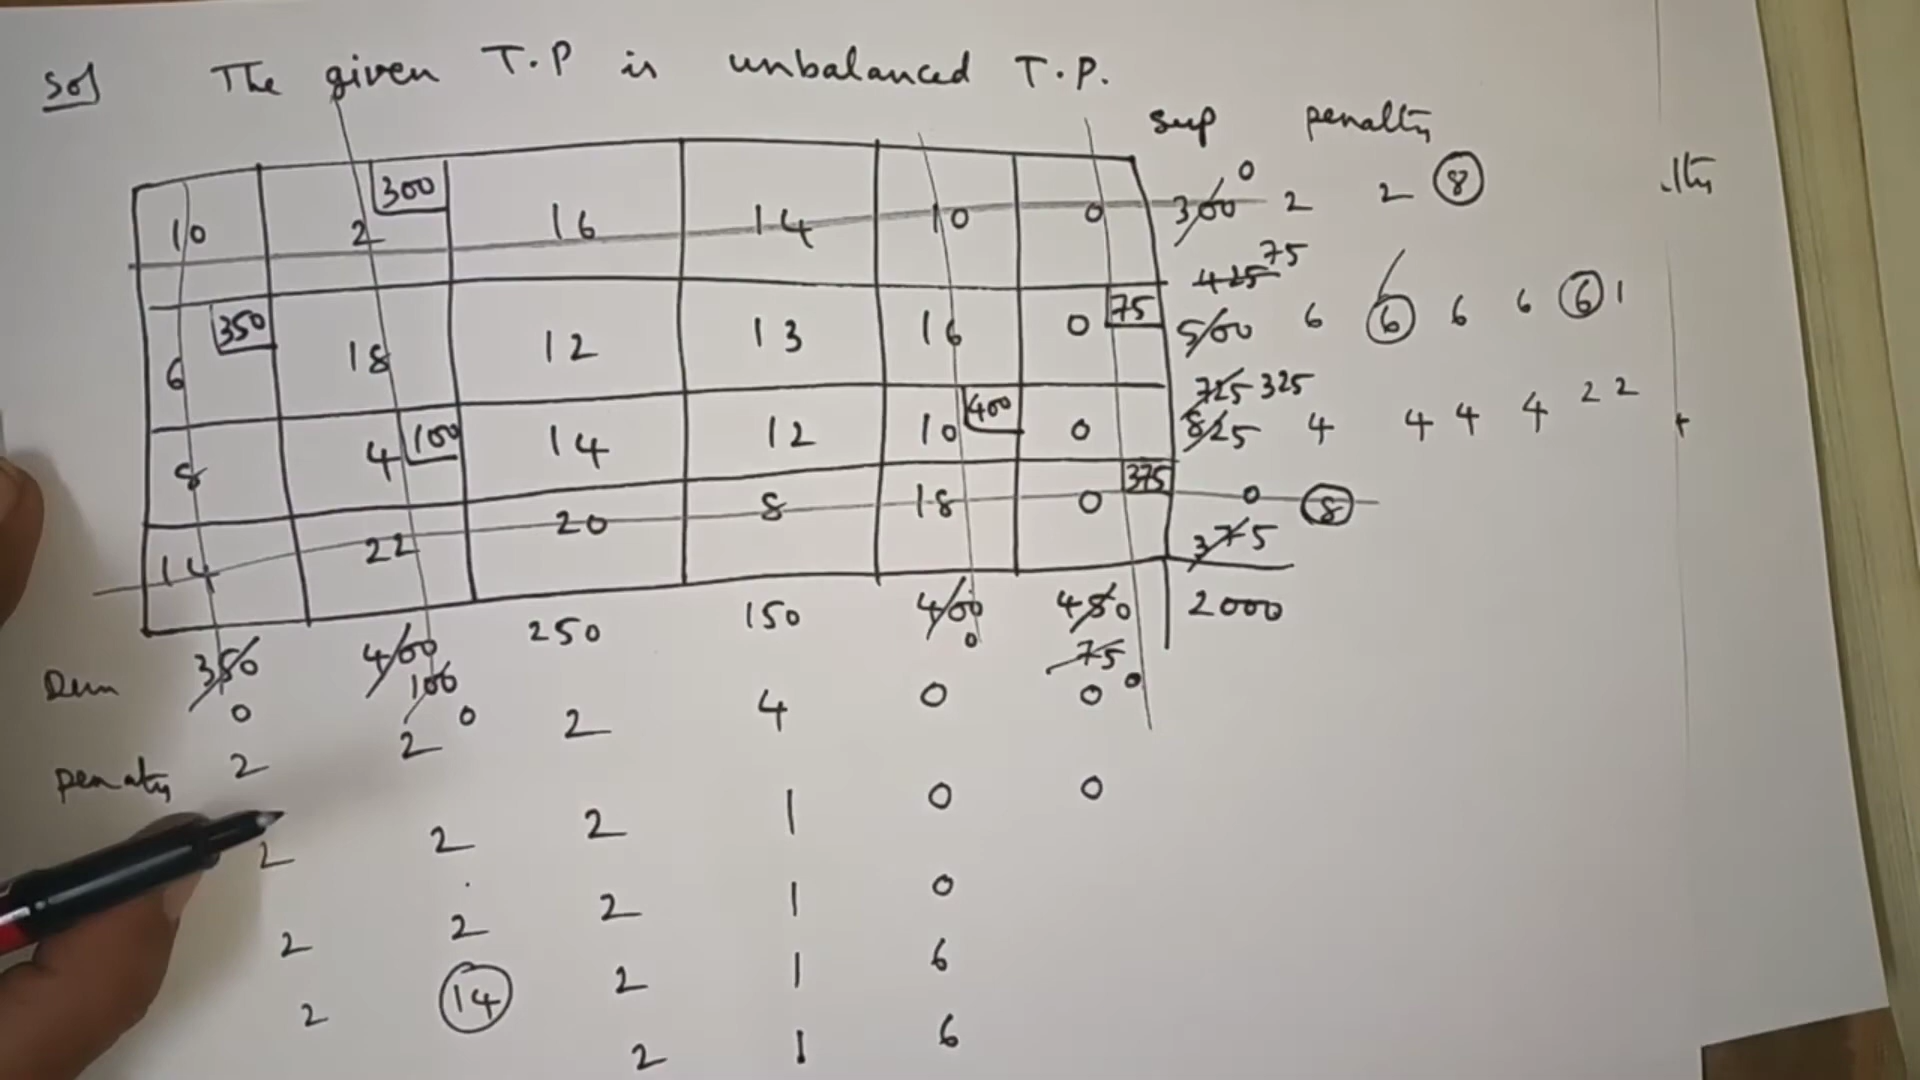 Sol The given T.P is unbalanced T.P.
sup penalty
10 2 300 16 14 10 0 300 0 2 2 8
6 350 18 12 13 16 0 75 500 425 75 6 6 6 6 6 1
8 4 100 14 12 10 400 0 825 725 325 4 4 4 4 2 2
14 22 20 8 18 0 375 375 0 8
Dem 350 400 250 150 400 450 2000
0 100 0 0 75 0
penalty 2 2 2 4 0 0
2 2 2 1 0 0
2 2 2 1 0
2 14 2 1 6
2 1 6